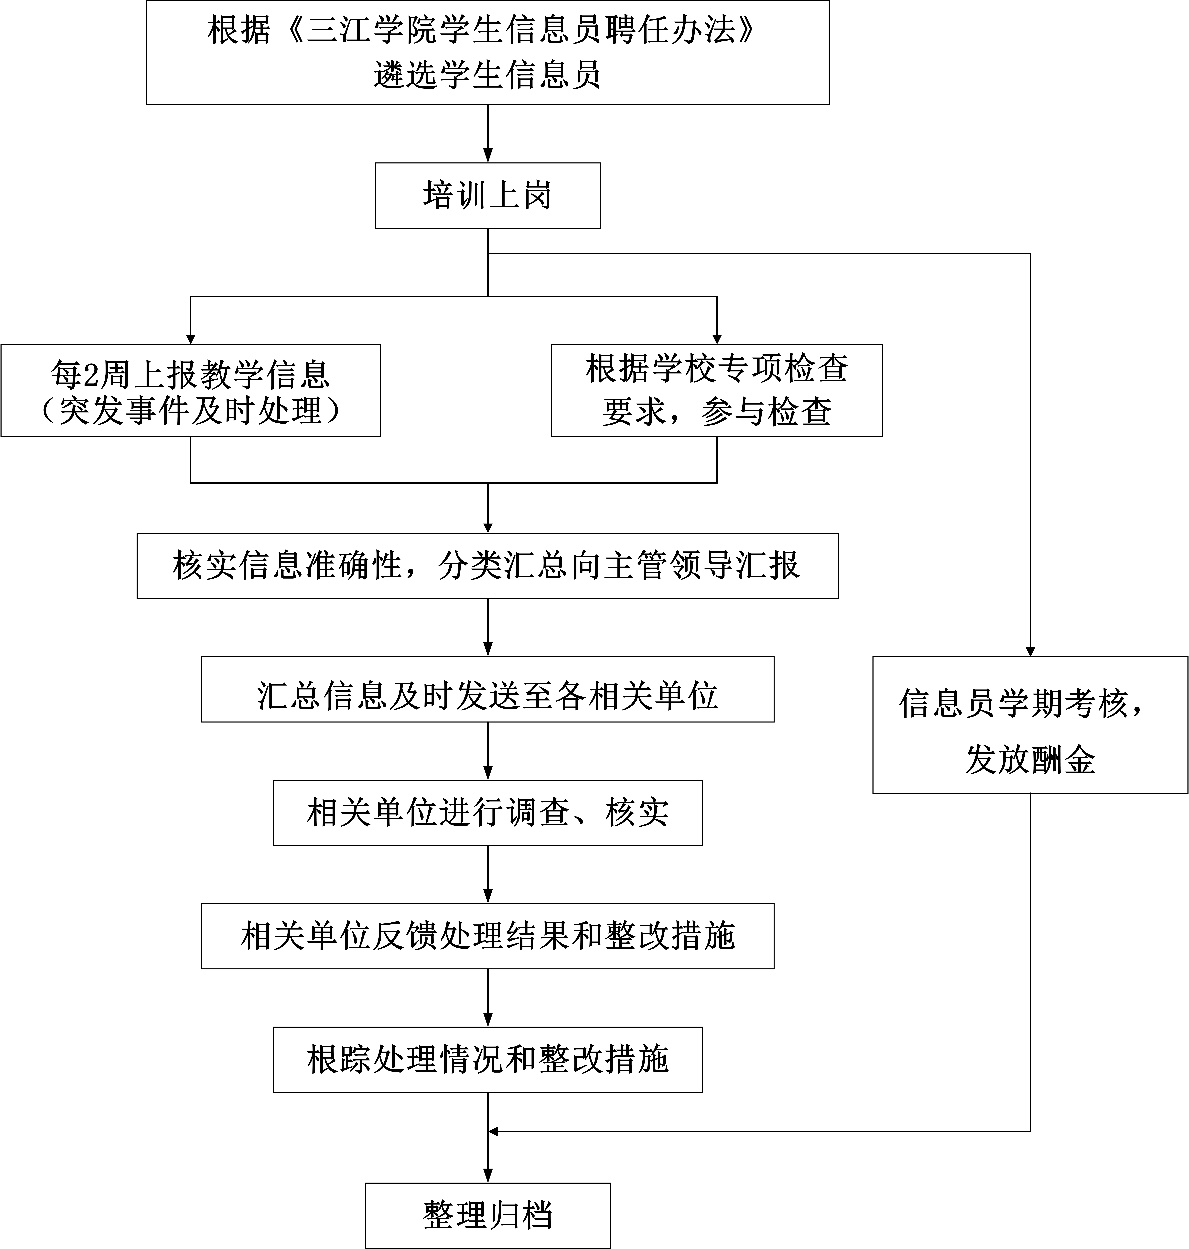 根据《三江学院学生信息员聘任办法》
遴选学生信息员
培训上岗
每2周上报教学信息
（突发事件及时处理）
根据学校专项检查
要求，参与检查
核实信息准确性，分类汇总向主管领导汇报
汇总信息及时发送至各相关单位
信息员学期考核，
发放酬金
相关单位进行调查、核实
相关单位反馈处理结果和整改措施
根踪处理情况和整改措施
整理归档